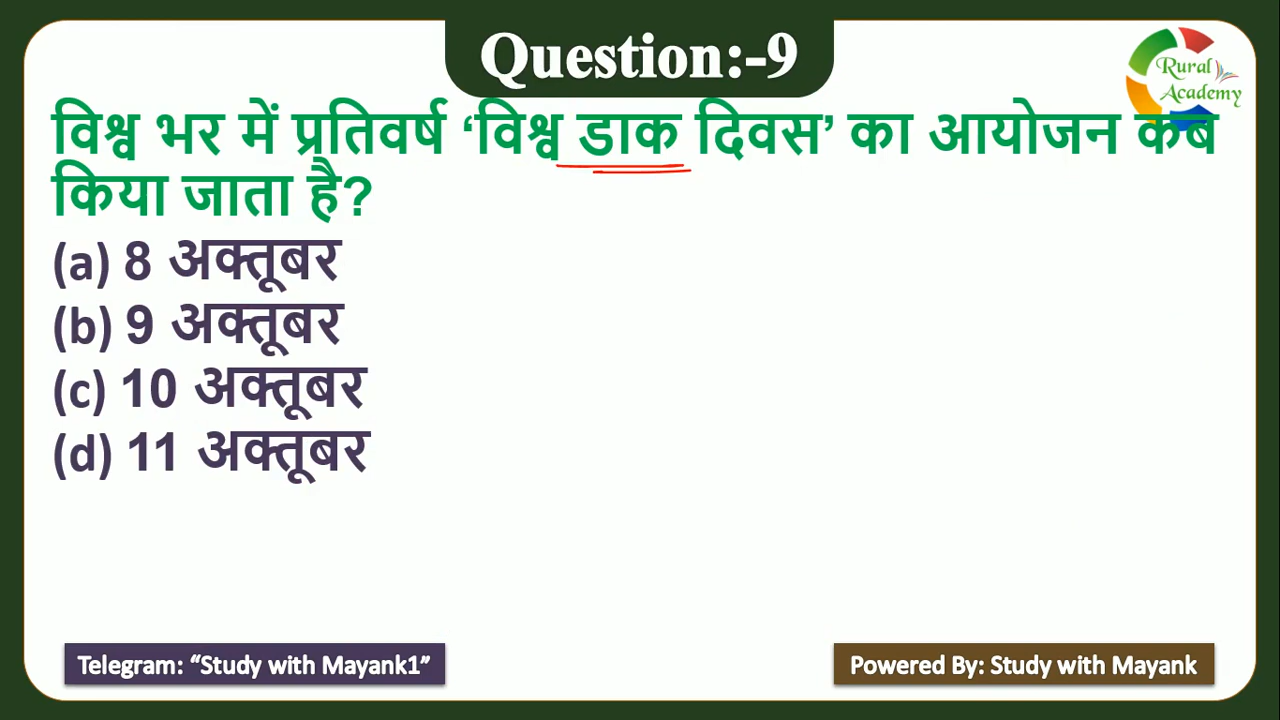 Question:-9
Rural
Academy
विश्व भर में प्रतिवर्ष ‘विश्व डाक दिवस’ का आयोजन कब
किया जाता है?
(a) 8 अक्तूबर
(b) 9 अक्तूबर
(c) 10 अक्तूबर
(d) 11 अक्तूबर
Telegram: “Study with Mayank1”
Powered By: Study with Mayank